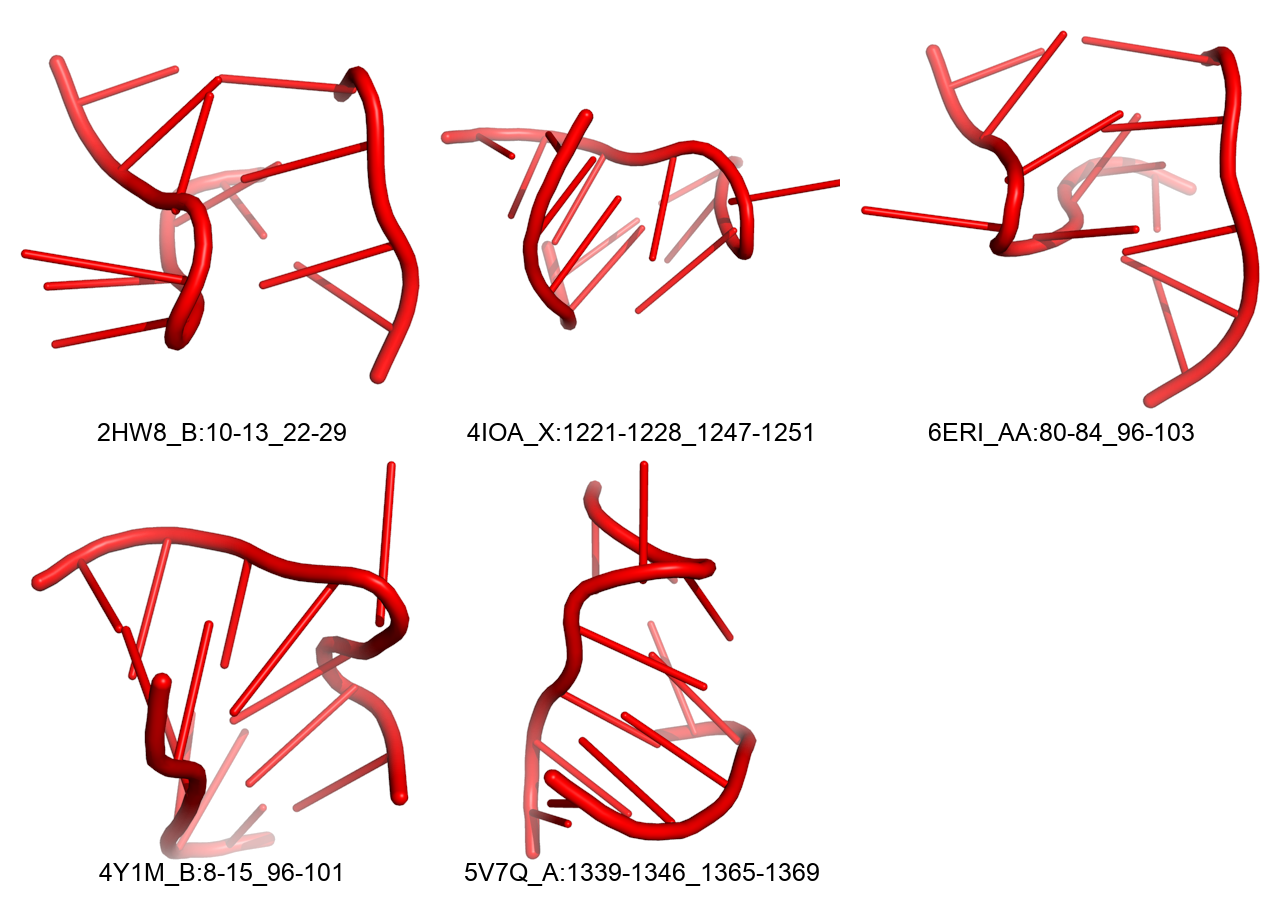 2HW8_B:10-13_22-29
4IOA_X:1221-1228_1247-1251
6ERI_AA:80-84_96-103
4Y1M_B:8-15_96-101
5V7Q_A:1339-1346_1365-1369